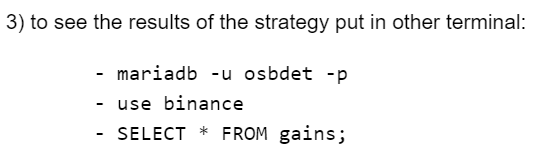 3) to see the results of the strategy put in other terminal:
- mariadb -u osbdet -p
- use binance
- SELECT * FROM gains;